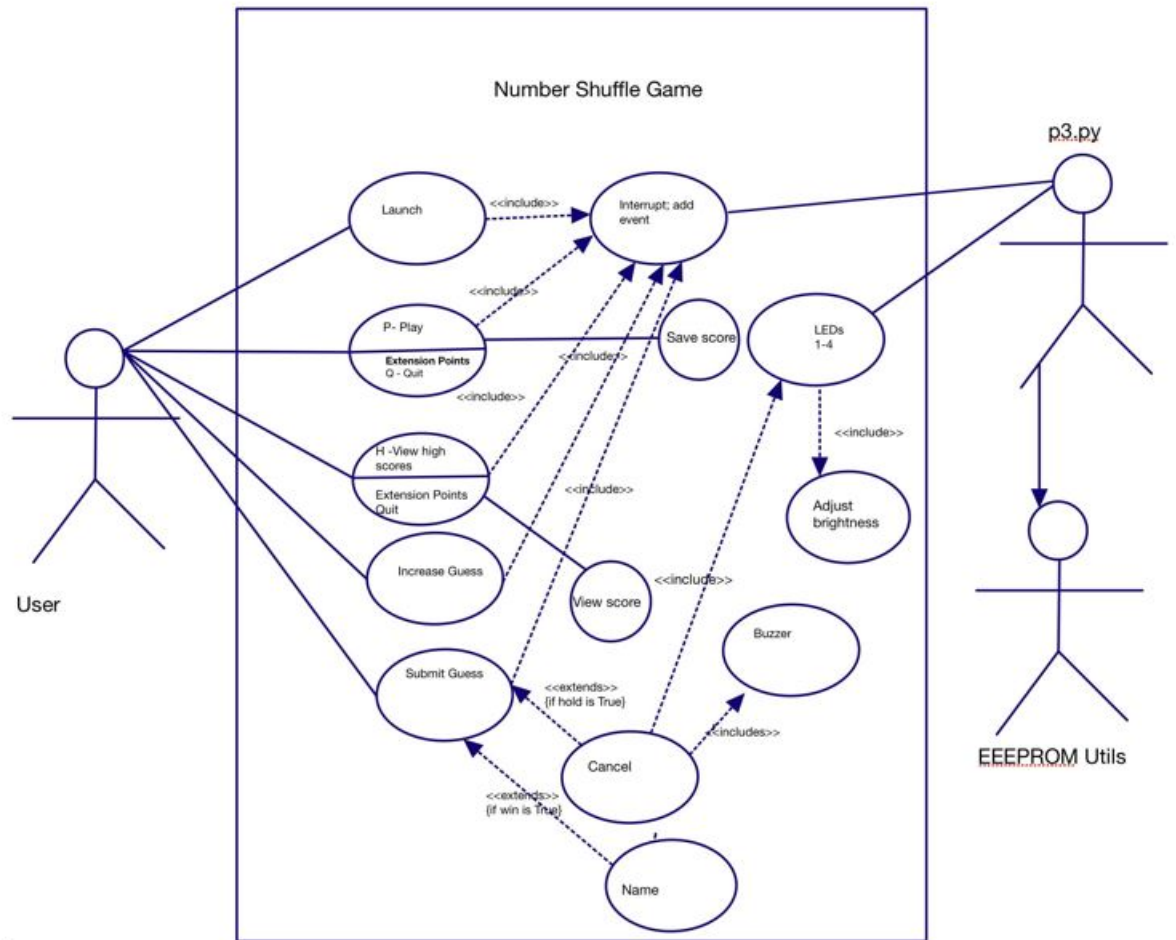 Number Shuffle Game
p3.py
Launch
<<include>>
Interrupt; add
event
<<include>>
P- Play
Extension Points
Q - Quit
Save score
LEDs
1-4
<<include>>
<<include>>
<<include>>
H -View high
scores
Extension Points
Quit
<<include>>
Adjust
brightness
Increase Guess
<<include>>
View score
User
Buzzer
Submit Guess
<<extends>>
{if hold is True}
<<includes>>
Cancel
EEEPROM Utils
<<extends>>
{if win is True}
Name